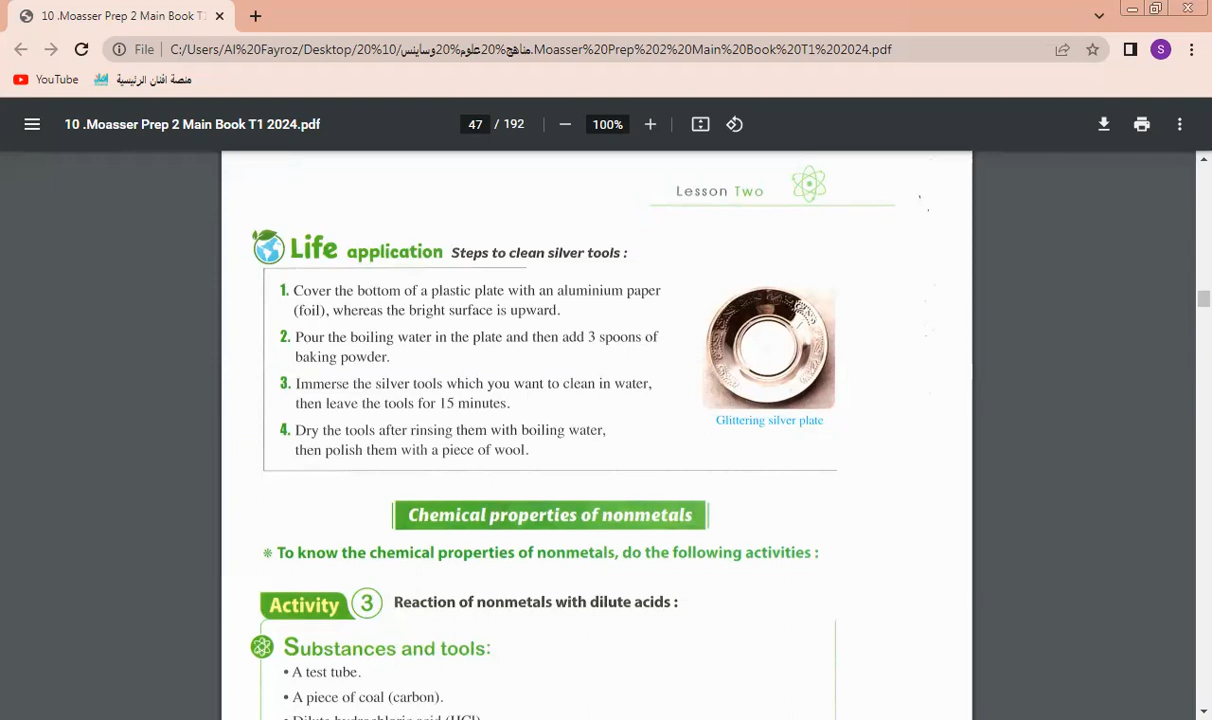 10 .Moasser Prep 2 Main Book T1
File C:/Users/Al%20Fayroz/Desktop/20%10/مناهج%20علوم%20وساينس.Moasser%20Prep%202%20Main%20Book%20T1%202024.pdf
S
YouTube منصة افنان الرئيسية
10 .Moasser Prep 2 Main Book T1 2024.pdf 47 / 192 100%
Lesson Two
Life application Steps to clean silver tools :
1. Cover the bottom of a plastic plate with an aluminium paper
(foil), whereas the bright surface is upward.
2. Pour the boiling water in the plate and then add 3 spoons of
baking powder.
3. Immerse the silver tools which you want to clean in water,
then leave the tools for 15 minutes.
4. Dry the tools after rinsing them with boiling water,
then polish them with a piece of wool.
Glittering silver plate
Chemical properties of nonmetals
To know the chemical properties of nonmetals, do the following activities :
Activity 3 Reaction of nonmetals with dilute acids :
Substances and tools:
• A test tube.
• A piece of coal (carbon).
• Dilute hydrochloric acid (HCl)